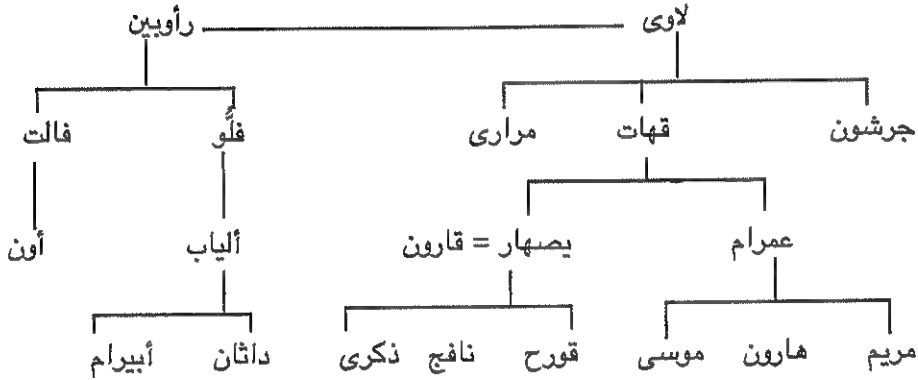 لاوى رأوبين
جرشون قهات مرارى فلُّو فالت
عمرام يصهار = قارون ألياب أون
مريم هارون موسى قورح نافج ذكرى داثان أبيرام